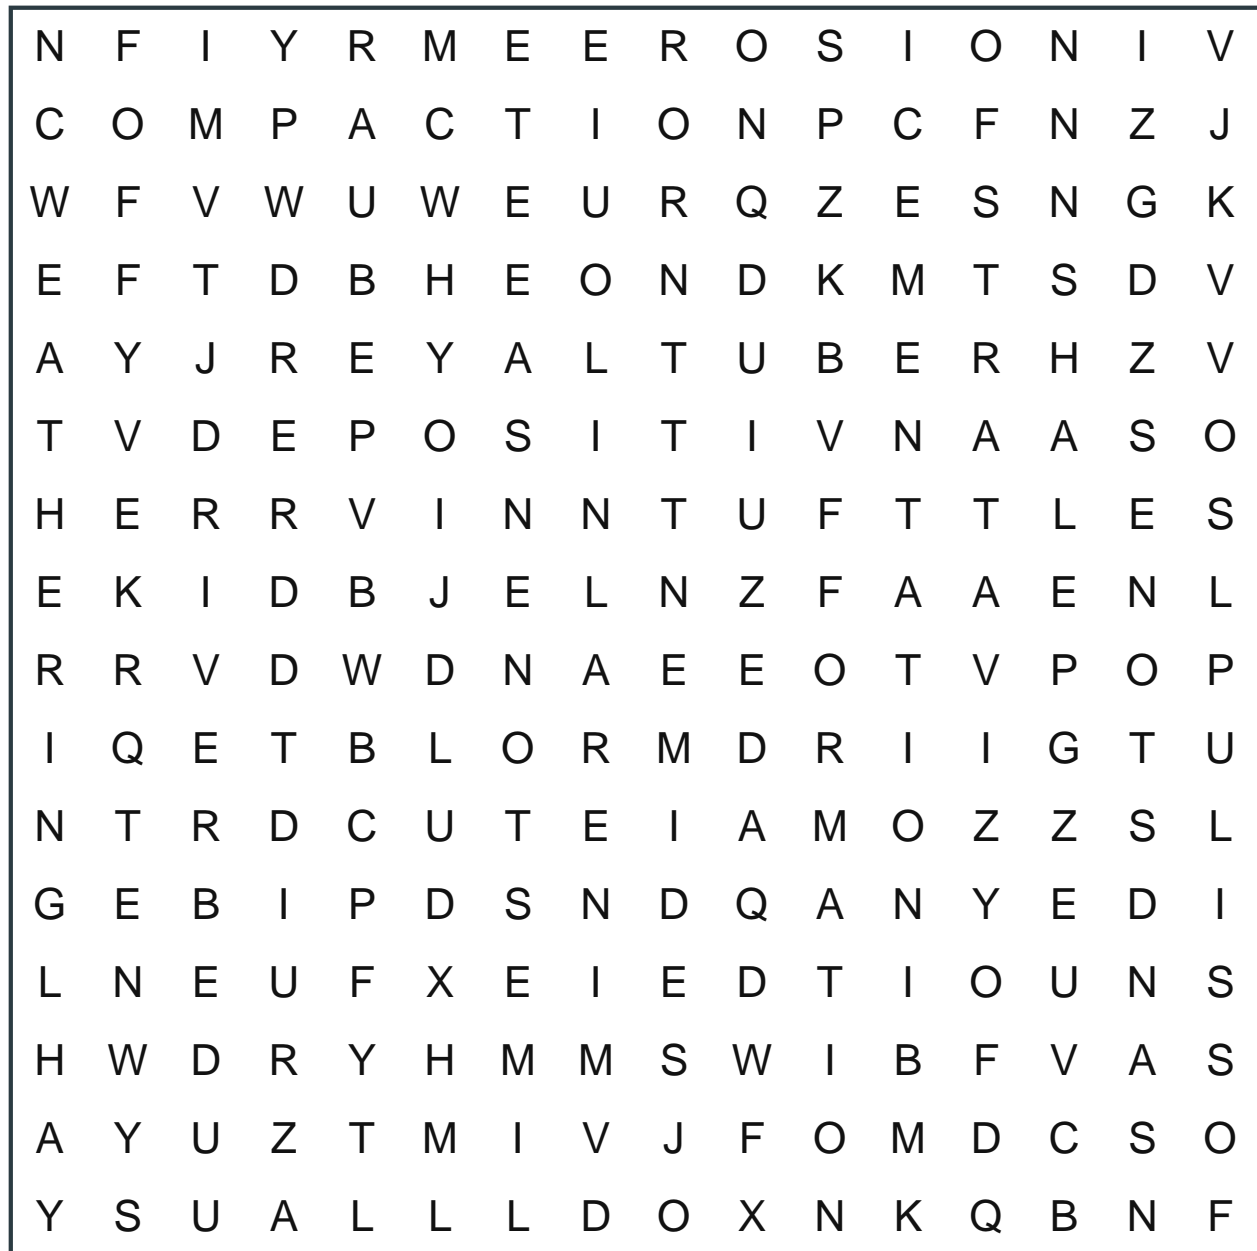 N F I Y R M E E R O S I O N I V
C O M P A C T I O N P C F N Z J
W F V W U W E U R Q Z E S N G K
E F T D B H E O N D K M T S D V
A Y J R E Y A L T U B E R H Z V
T V D E P O S I T I V N A A S O
H E R R V I N N T U F T T L E S
E K I D B J E L N Z F A A E N L
R R V D W D N A E E O T V P O P
I Q E T B L O R M D R I I G T U
N T R D C U T E I A M O Z Z S L
G E B I P D S N D Q A N Y E D I
L N E U F X E I E D T I O U N S
H W D R Y H M M S W I B F V A S
A Y U Z T M I V J F O M D C S O
Y S U A L L L D O X N K Q B N F